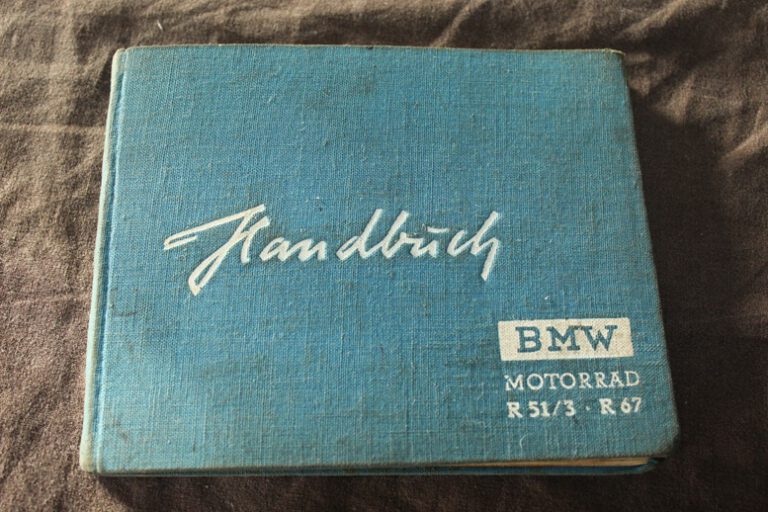 Handbuch
BMW
MOTORRAD
R 51/3 · R 67